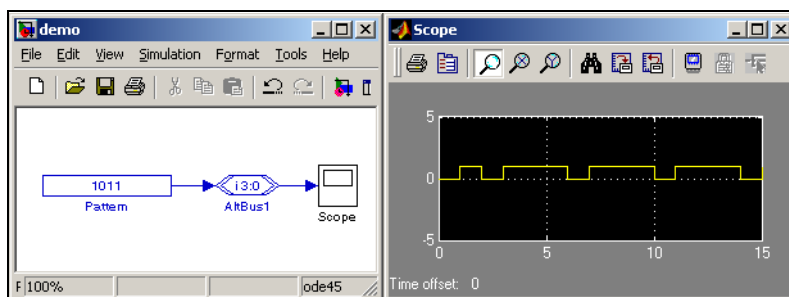 demo
File Edit View Simulation Format Tools Help
1011
Pattern
i 3:0
AltBus1
Scope
F 100%
ode45
Scope
5
0
-5
0
5
10
15
Time offset: 0